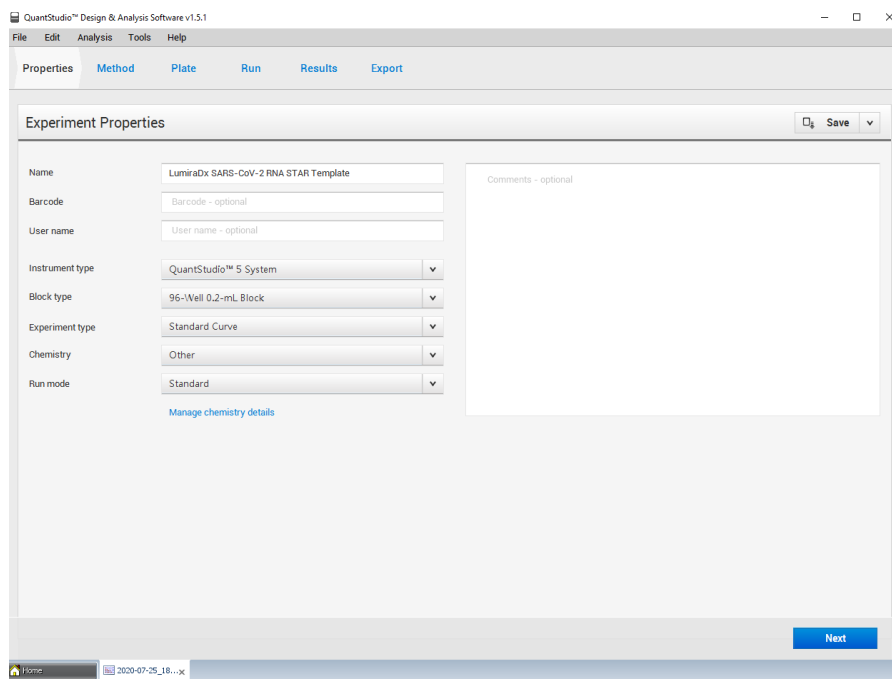 QuantStudio™ Design & Analysis Software v1.5.1
File Edit Analysis Tools Help
Properties Method Plate Run Results Export
Experiment Properties
Save
Name LumiraDx SARS-CoV-2 RNA STAR Template
Comments - optional
Barcode Barcode - optional
User name User name - optional
Instrument type QuantStudio™ 5 System
Block type 96-Well 0.2-mL Block
Experiment type Standard Curve
Chemistry Other
Run mode Standard
Manage chemistry details
Next
Home 2020-07-25_18...